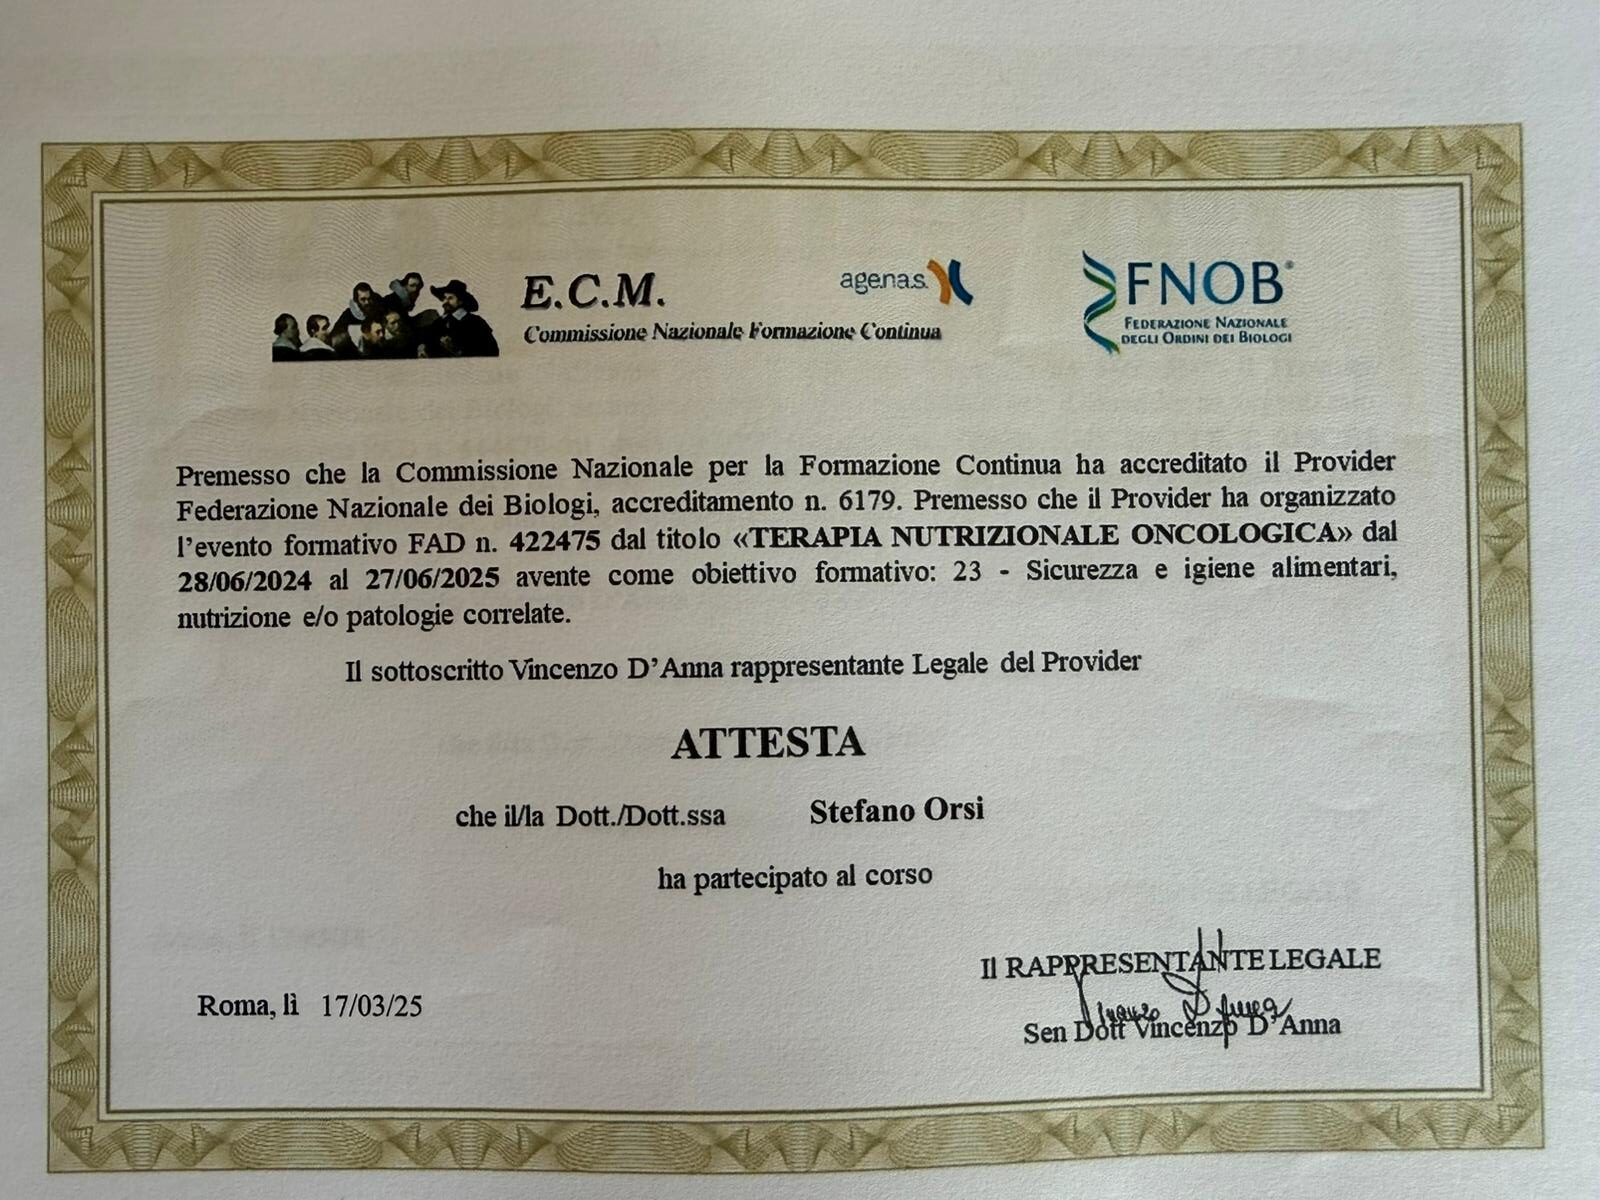 E.C.M.
Commissione Nazionale Formazione Continua
agenas.
FNOB®
FEDERAZIONE NAZIONALE
DEGLI ORDINI DEI BIOLOGI
Premesso che la Commissione Nazionale per la Formazione Continua ha accreditato il Provider
Federazione Nazionale dei Biologi, accreditamento n. 6179. Premesso che il Provider ha organizzato
l'evento formativo FAD n. 422475 dal titolo «TERAPIA NUTRIZIONALE ONCOLOGICA» dal
28/06/2024 al 27/06/2025 avente come obiettivo formativo: 23 - Sicurezza e igiene alimentari,
nutrizione e/o patologie correlate.
Il sottoscritto Vincenzo D'Anna rappresentante Legale del Provider
ATTESTA
che il/la Dott./Dott.ssa Stefano Orsi
ha partecipato al corso
Il RAPPRESENTANTE LEGALE
Roma, lì 17/03/25
Sen Dott Vincenzo D'Anna